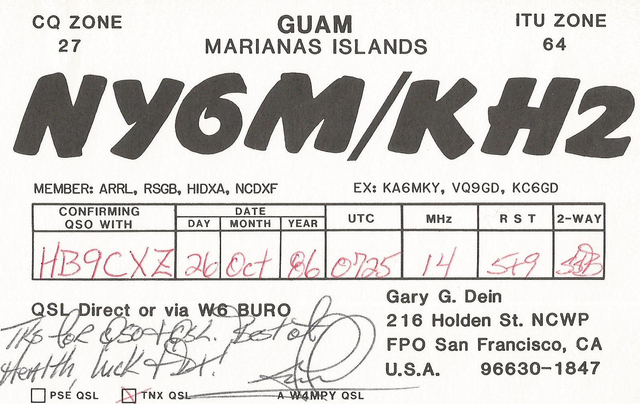 CQ ZONE GUAM ITU ZONE
27 MARIANAS ISLANDS 64
NY6M/KH2
MEMBER: ARRL, RSGB, HIDXA, NCDXF EX: KA6MKY, VQ9GD, KC6GD
CONFIRMING QSO WITH DATE DAY MONTH YEAR UTC MHz R S T 2-WAY
HB9CXZ 26 Oct 86 0725 14 5+9 SSB
QSL Direct or via W6 BURO
Tks for QSO + QSL. Best of
Health, luck + DX!
Gary G. Dein
216 Holden St. NCWP
FPO San Francisco, CA
U.S.A. 96630-1847
PSE QSL TNX QSL A W4MPY QSL